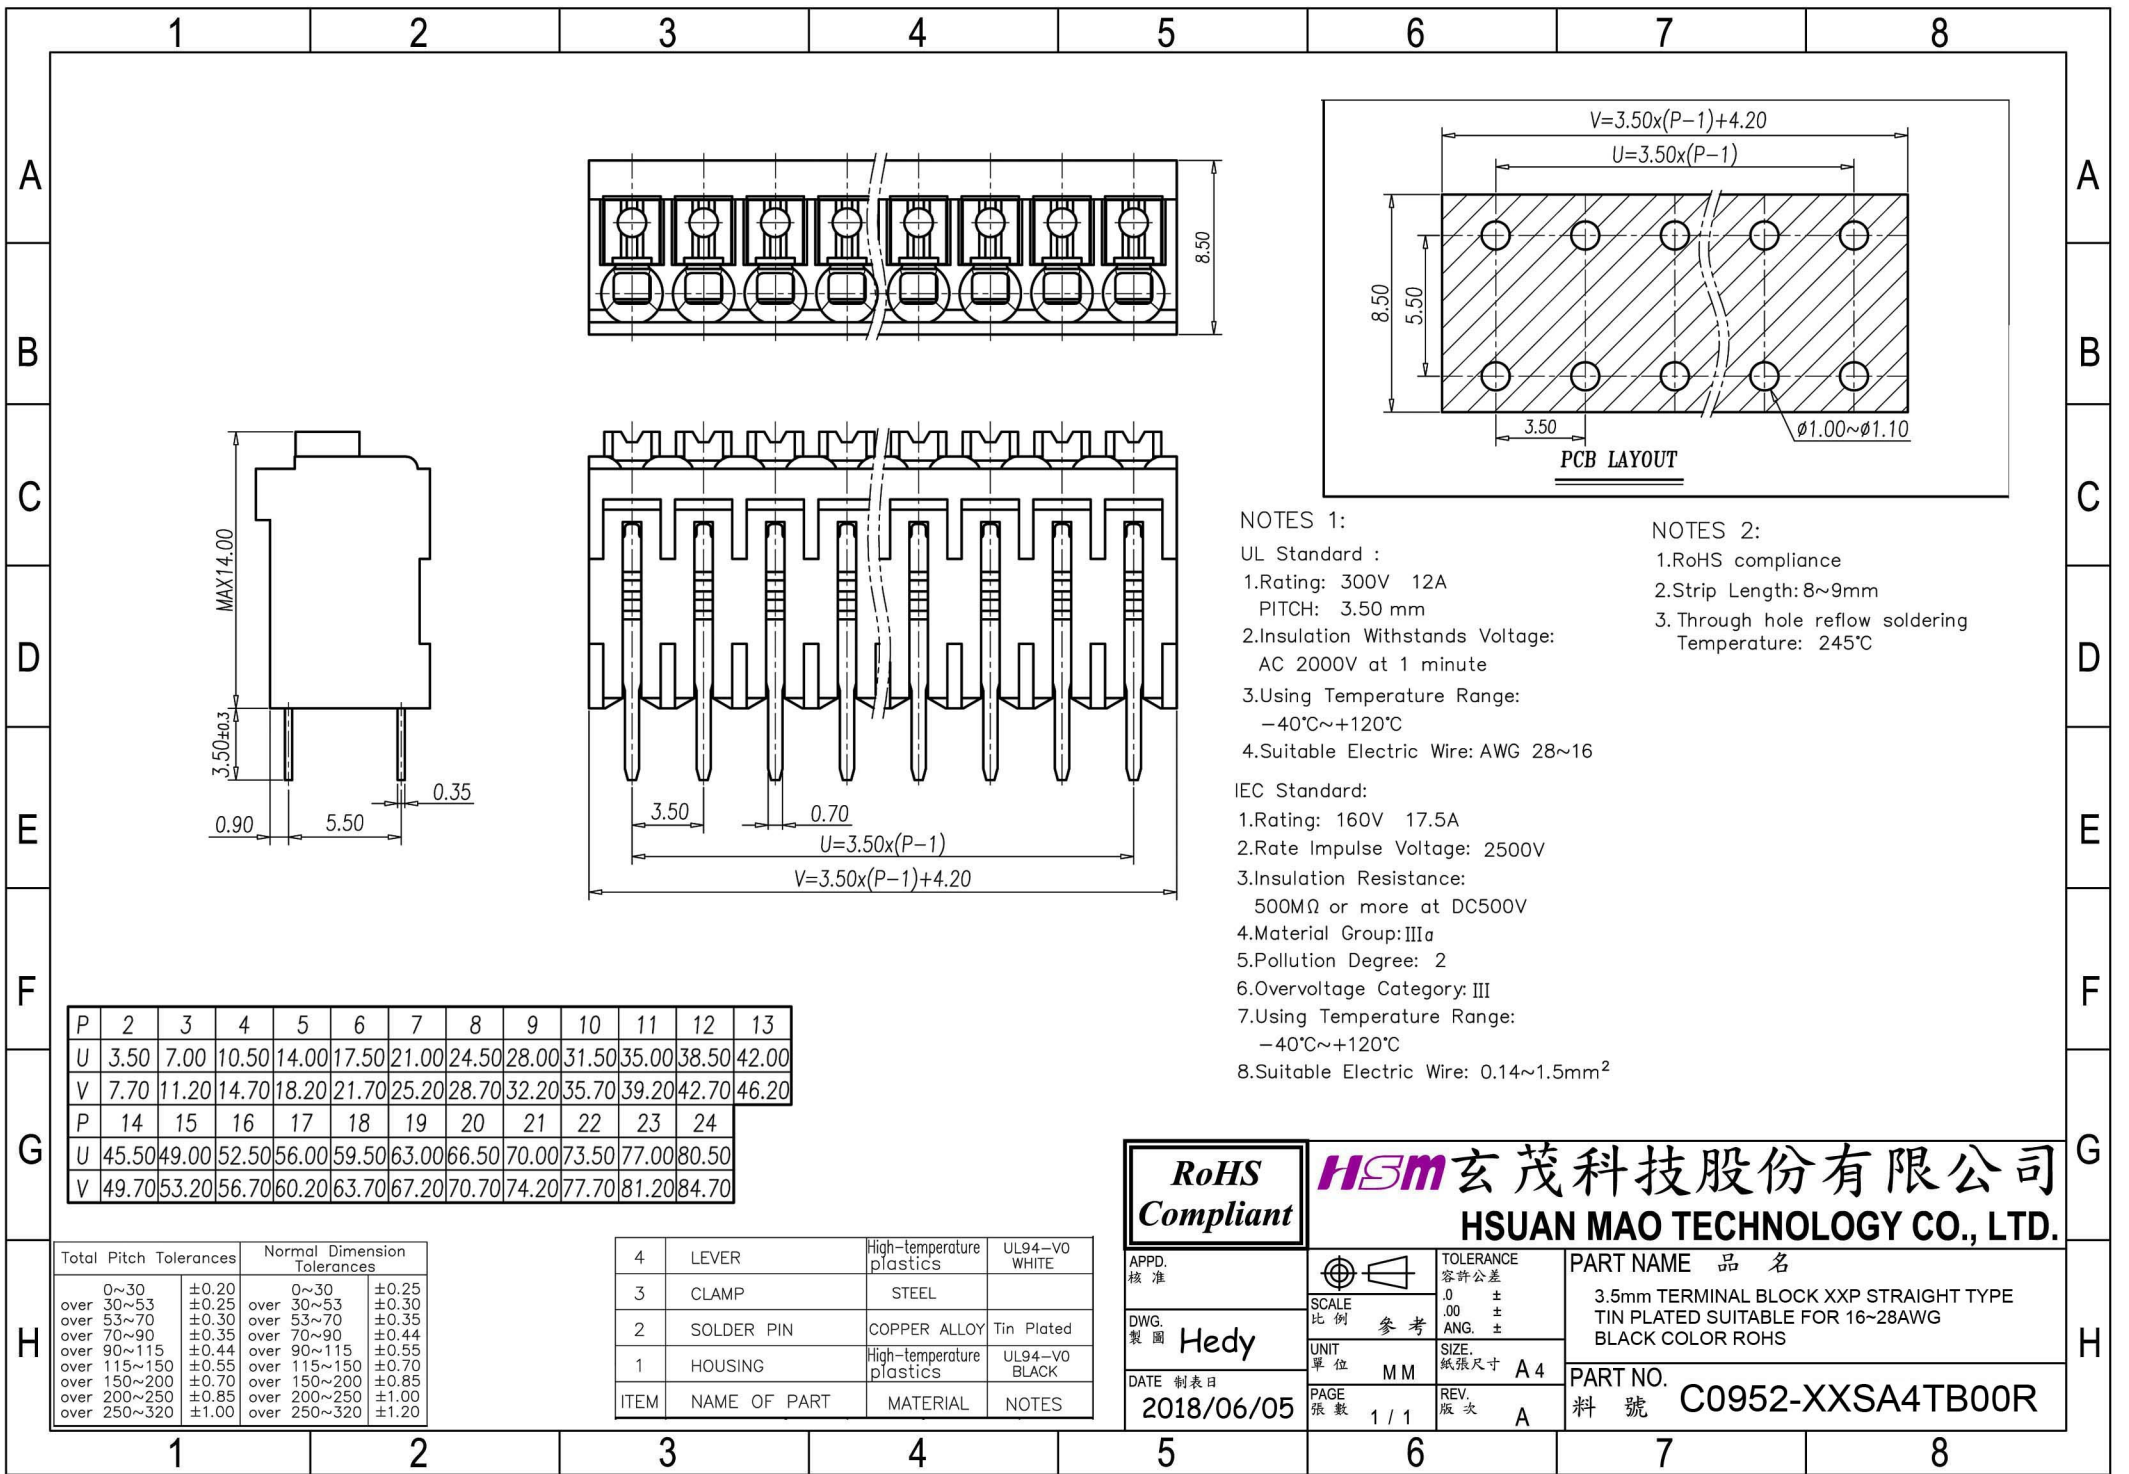 1 2 3 4 5 6 7 8
A
B
C
D
E
F
G
H
A
B
C
D
E
F
G
H
8.50
V=3.50x(P-1)+4.20
U=3.50x(P-1)
8.50
5.50
3.50
ø1.00~ø1.10
PCB LAYOUT
MAX14.00
3.50±0.3
0.35
0.90
5.50
3.50
0.70
U=3.50x(P-1)
V=3.50x(P-1)+4.20
NOTES 1:
UL Standard :
1.Rating: 300V 12A
PITCH: 3.50 mm
2.Insulation Withstands Voltage:
AC 2000V at 1 minute
3.Using Temperature Range:
-40°C~+120°C
4.Suitable Electric Wire: AWG 28~16
IEC Standard:
1.Rating: 160V 17.5A
2.Rate Impulse Voltage: 2500V
3.Insulation Resistance:
500MΩ or more at DC500V
4.Material Group:IIIa
5.Pollution Degree: 2
6.Overvoltage Category: III
7.Using Temperature Range:
-40°C~+120°C
8.Suitable Electric Wire: 0.14~1.5mm²
NOTES 2:
1.RoHS compliance
2.Strip Length: 8~9mm
3. Through hole reflow soldering
Temperature: 245°C
P 2 3 4 5 6 7 8 9 10 11 12 13
U 3.50 7.00 10.50 14.00 17.50 21.00 24.50 28.00 31.50 35.00 38.50 42.00
V 7.70 11.20 14.70 18.20 21.70 25.20 28.70 32.20 35.70 39.20 42.70 46.20
P 14 15 16 17 18 19 20 21 22 23 24
U 45.50 49.00 52.50 56.00 59.50 63.00 66.50 70.00 73.50 77.00 80.50
V 49.70 53.20 56.70 60.20 63.70 67.20 70.70 74.20 77.70 81.20 84.70
Total Pitch Tolerances Normal Dimension
Tolerances
0~30 ±0.20 0~30 ±0.25
over 30~53 ±0.25 over 30~53 ±0.30
over 53~70 ±0.30 over 53~70 ±0.35
over 70~90 ±0.35 over 70~90 ±0.44
over 90~115 ±0.44 over 90~115 ±0.55
over 115~150 ±0.55 over 115~150 ±0.70
over 150~200 ±0.70 over 150~200 ±0.85
over 200~250 ±0.85 over 200~250 ±1.00
over 250~320 ±1.00 over 250~320 ±1.20
4 LEVER High-temperature plastics UL94-V0 WHITE
3 CLAMP STEEL
2 SOLDER PIN COPPER ALLOY Tin Plated
1 HOUSING High-temperature plastics UL94-V0 BLACK
ITEM NAME OF PART MATERIAL NOTES
RoHS
Compliant
HSM玄茂科技股份有限公司
HSUAN MAO TECHNOLOGY CO., LTD.
APPD.
核 准
DWG.
製 圖 Hedy
DATE 制表日
2018/06/05
SCALE
比 例 參 考
UNIT
單 位 MM
PAGE
張 數 1 / 1
TOLERANCE
容許公差
.0 ±
.00 ±
ANG. ±
SIZE.
紙張尺寸 A4
REV.
版 次 A
PART NAME 品 名
3.5mm TERMINAL BLOCK XXP STRAIGHT TYPE
TIN PLATED SUITABLE FOR 16~28AWG
BLACK COLOR ROHS
PART NO.
料 號 C0952-XXSA4TB00R
1 2 3 4 5 6 7 8